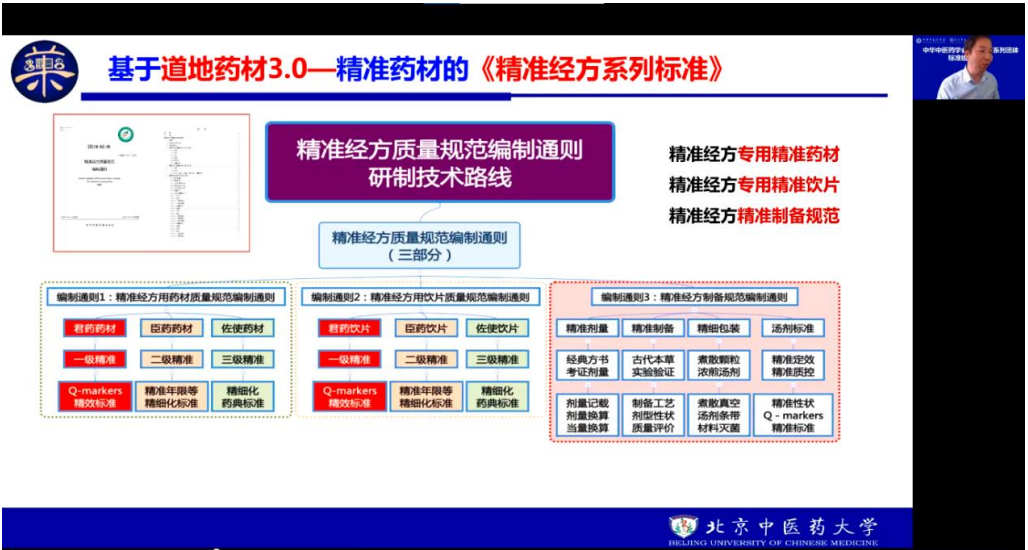 基于道地药材3.0—精准药材的《精准经方系列标准》
精准经方质量规范编制通则
研制技术路线
精准经方专用精准药材
精准经方专用精准饮片
精准经方精准制备规范
精准经方质量规范编制通则
（三部分）
编制通则1：精准经方用药材质量规范编制通则
君药药材
臣药药材
佐使药材
一级精准
二级精准
三级精准
Q-markers
精效标准
精准年限等
精细化标准
精细化
药典标准
编制通则2：精准经方用饮片质量规范编制通则
君药饮片
臣药饮片
佐使饮片
一级精准
二级精准
三级精准
Q-markers
精效标准
精准年限等
精细化标准
精细化
药典标准
编制通则3：精准经方制备规范编制通则
精准剂量
精准制备
精细包装
汤剂标准
经典方书
考证剂量
古代本草
实验验证
煮散颗粒
浓煎汤剂
精准定效
精准质控
剂量记载
剂量换算
当量换算
制备工艺
剂型性状
质量评价
煮散真空
汤剂条带
材料灭菌
精准性状
Q - markers
精准标准
北京中医药大学
BEIJING UNIVERSITY OF CHINESE MEDICINE